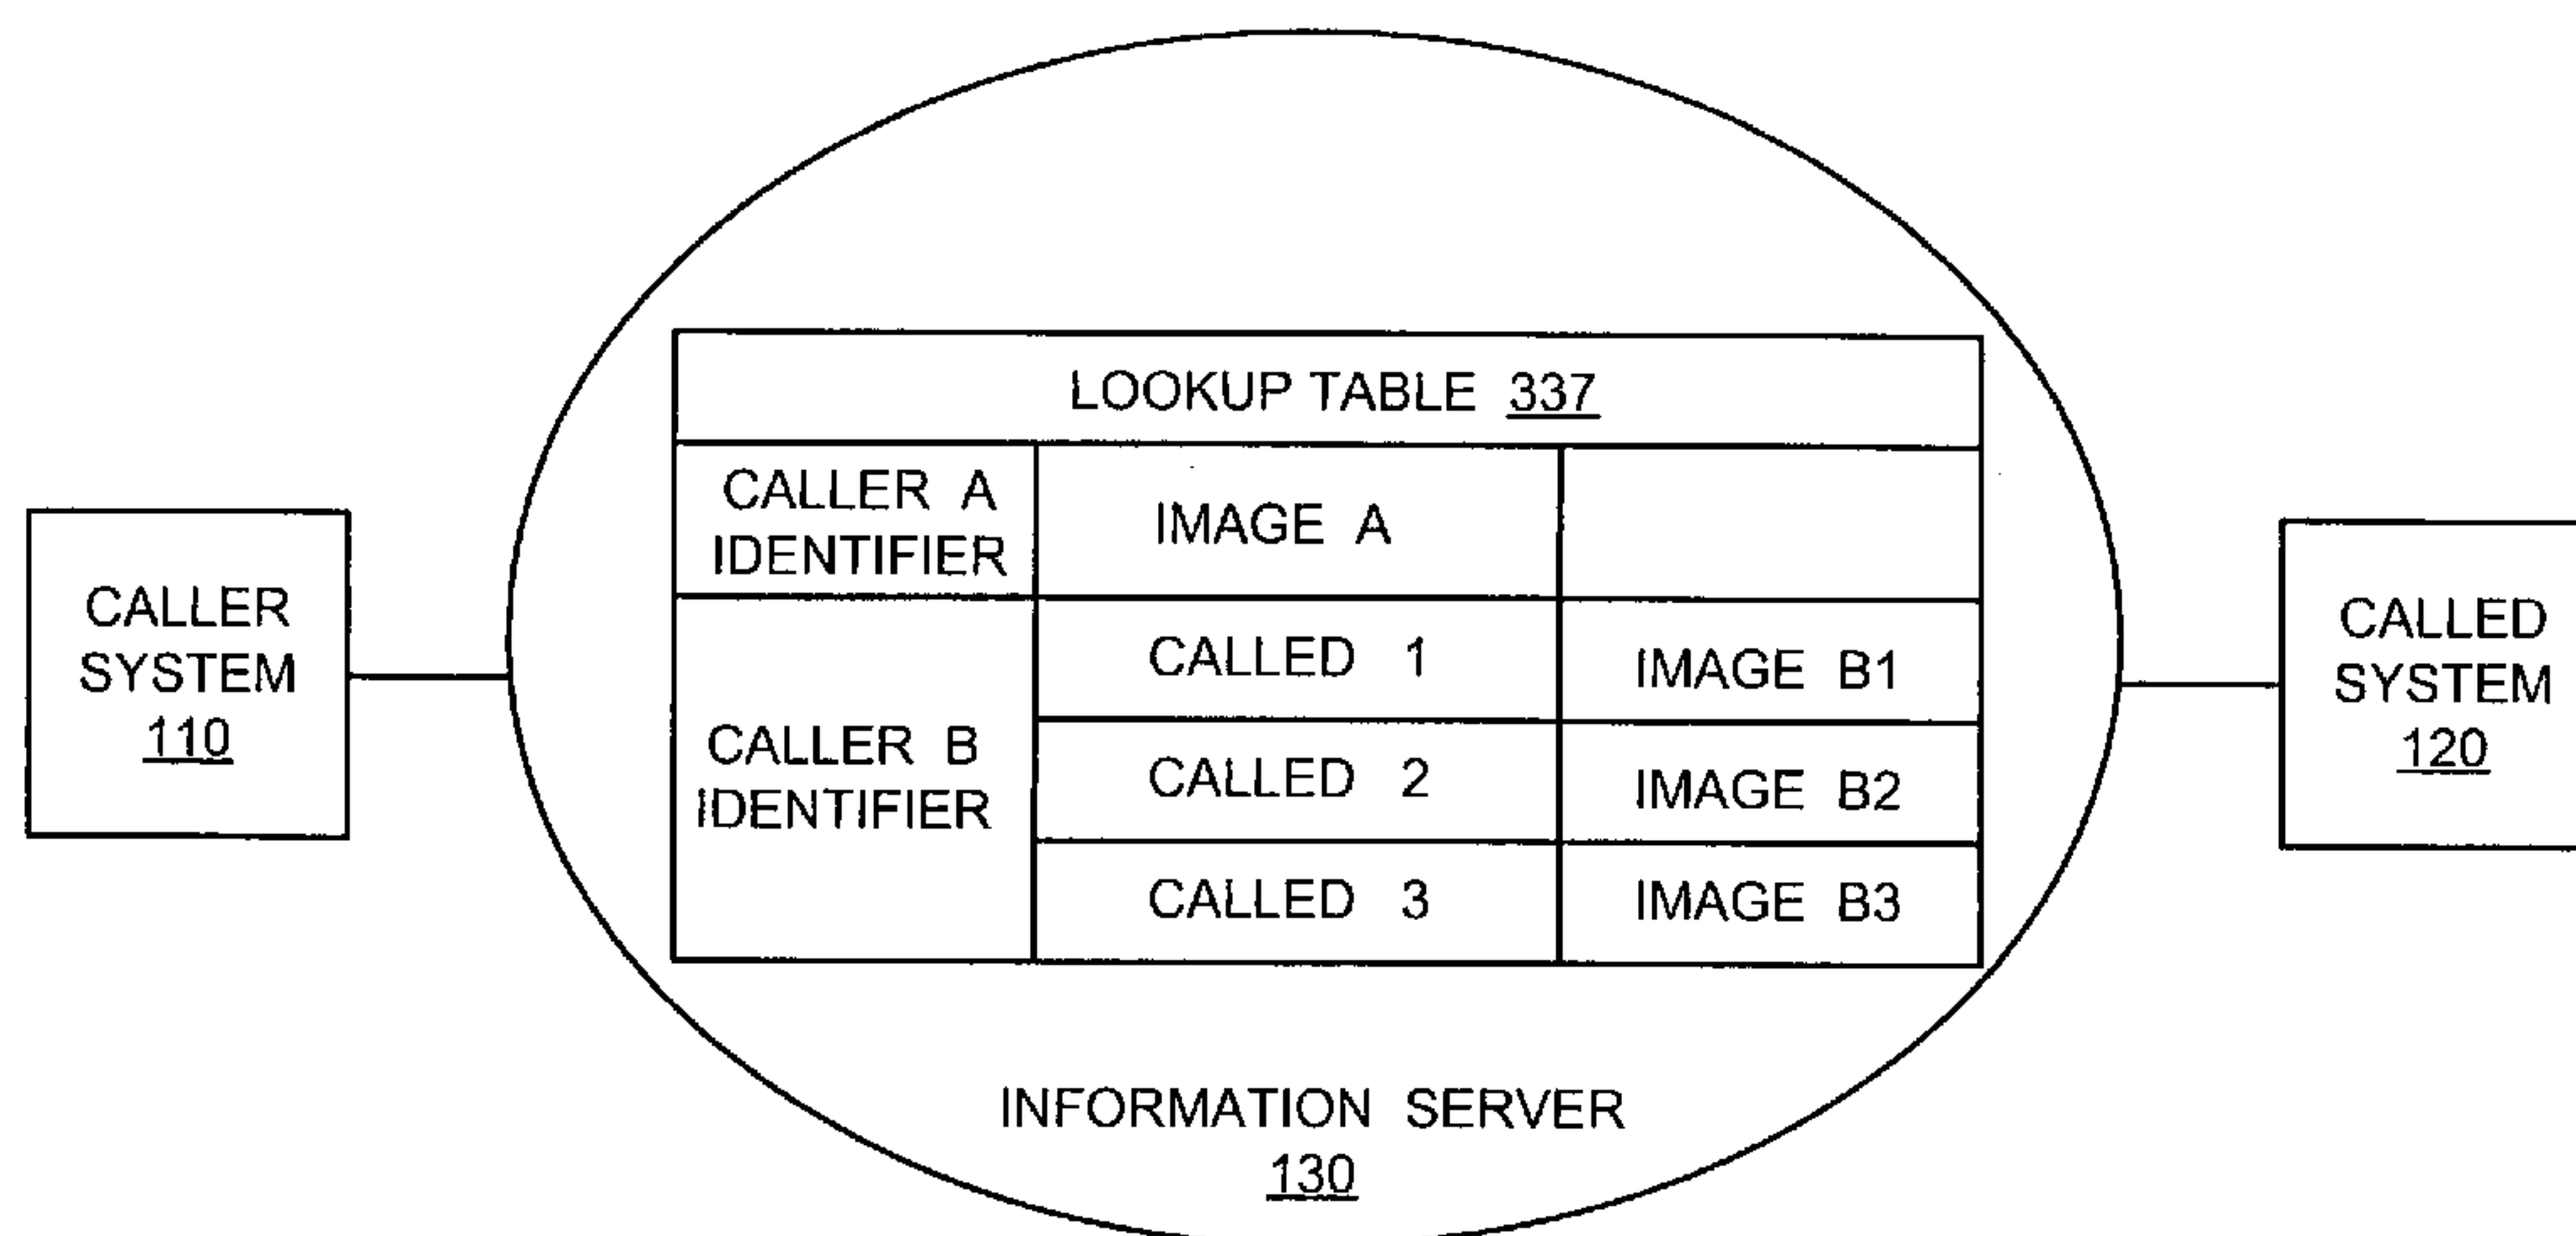 LOOKUP TABLE 337
CALLER A
IDENTIFIER
IMAGE A
CALLER
SYSTEM
110
CALLER B
IDENTIFIER
CALLED 1
IMAGE B1
CALLED 2
IMAGE B2
CALLED 3
IMAGE B3
CALLED
SYSTEM
120
INFORMATION SERVER
130